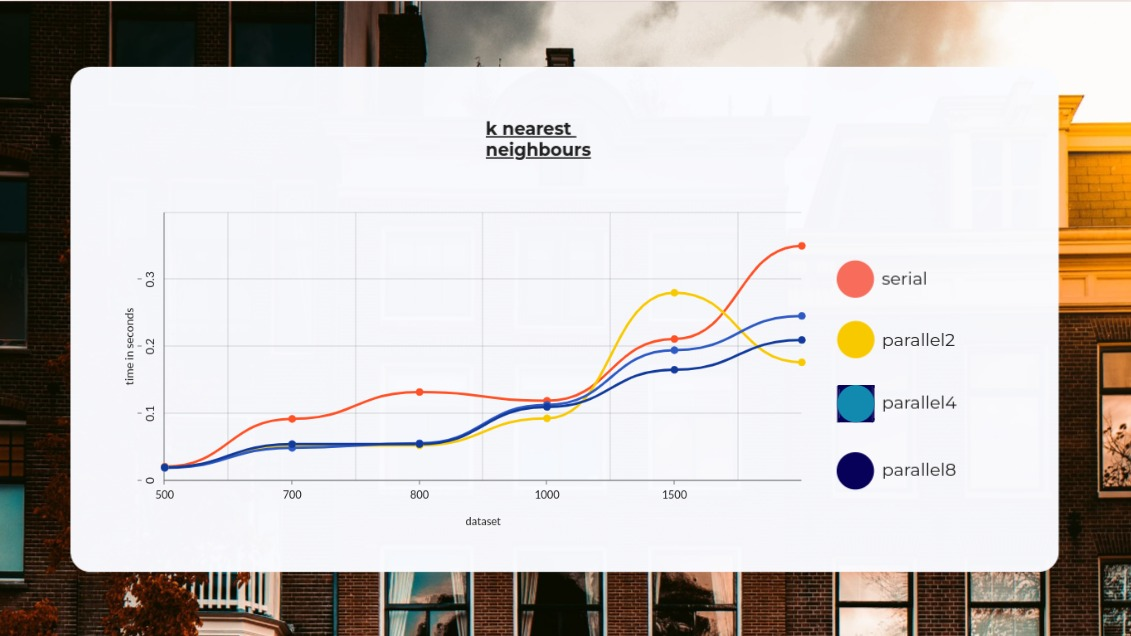 k nearest
neighbours
time in seconds
0.3
0.2
0.1
0
500 700 800 1000 1500
dataset
serial
parallel2
parallel4
parallel8